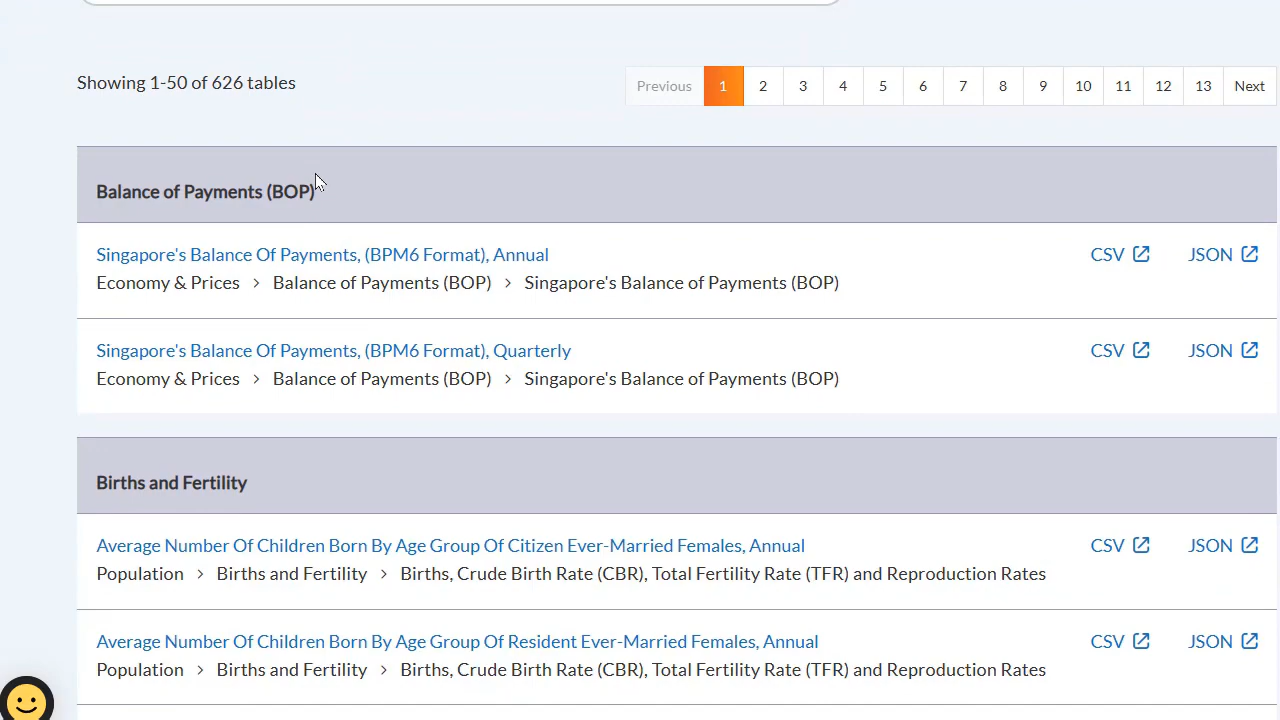 Showing 1-50 of 626 tables
Previous 1 2 3 4 5 6 7 8 9 10 11 12 13 Next
Balance of Payments (BOP)
Singapore's Balance Of Payments, (BPM6 Format), Annual CSV JSON
Economy & Prices > Balance of Payments (BOP) > Singapore's Balance of Payments (BOP)
Singapore's Balance Of Payments, (BPM6 Format), Quarterly CSV JSON
Economy & Prices > Balance of Payments (BOP) > Singapore's Balance of Payments (BOP)
Births and Fertility
Average Number Of Children Born By Age Group Of Citizen Ever-Married Females, Annual CSV JSON
Population > Births and Fertility > Births, Crude Birth Rate (CBR), Total Fertility Rate (TFR) and Reproduction Rates
Average Number Of Children Born By Age Group Of Resident Ever-Married Females, Annual CSV JSON
Population > Births and Fertility > Births, Crude Birth Rate (CBR), Total Fertility Rate (TFR) and Reproduction Rates